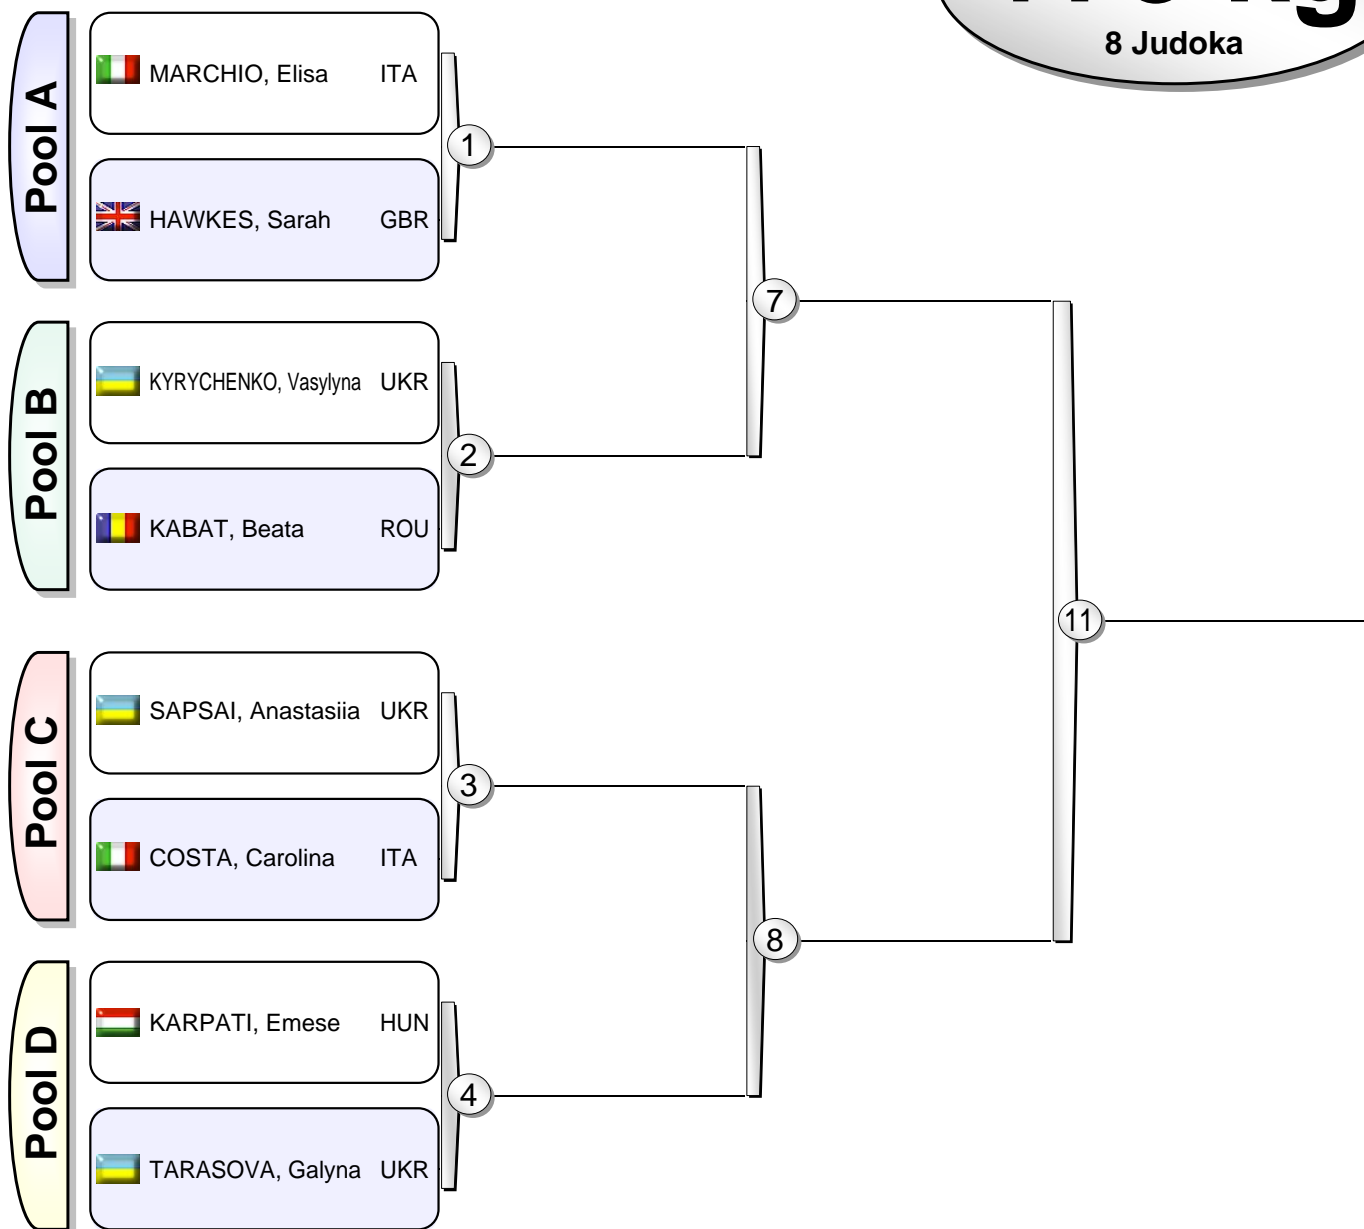 8 Judoka
Pool A
MARCHIO, Elisa ITA
1
HAWKES, Sarah GBR
7
Pool B
KYRYCHENKO, Vasylyna UKR
2
KABAT, Beata ROU
11
Pool C
SAPSAI, Anastasiia UKR
3
COSTA, Carolina ITA
8
Pool D
KARPATI, Emese HUN
4
TARASOVA, Galyna UKR